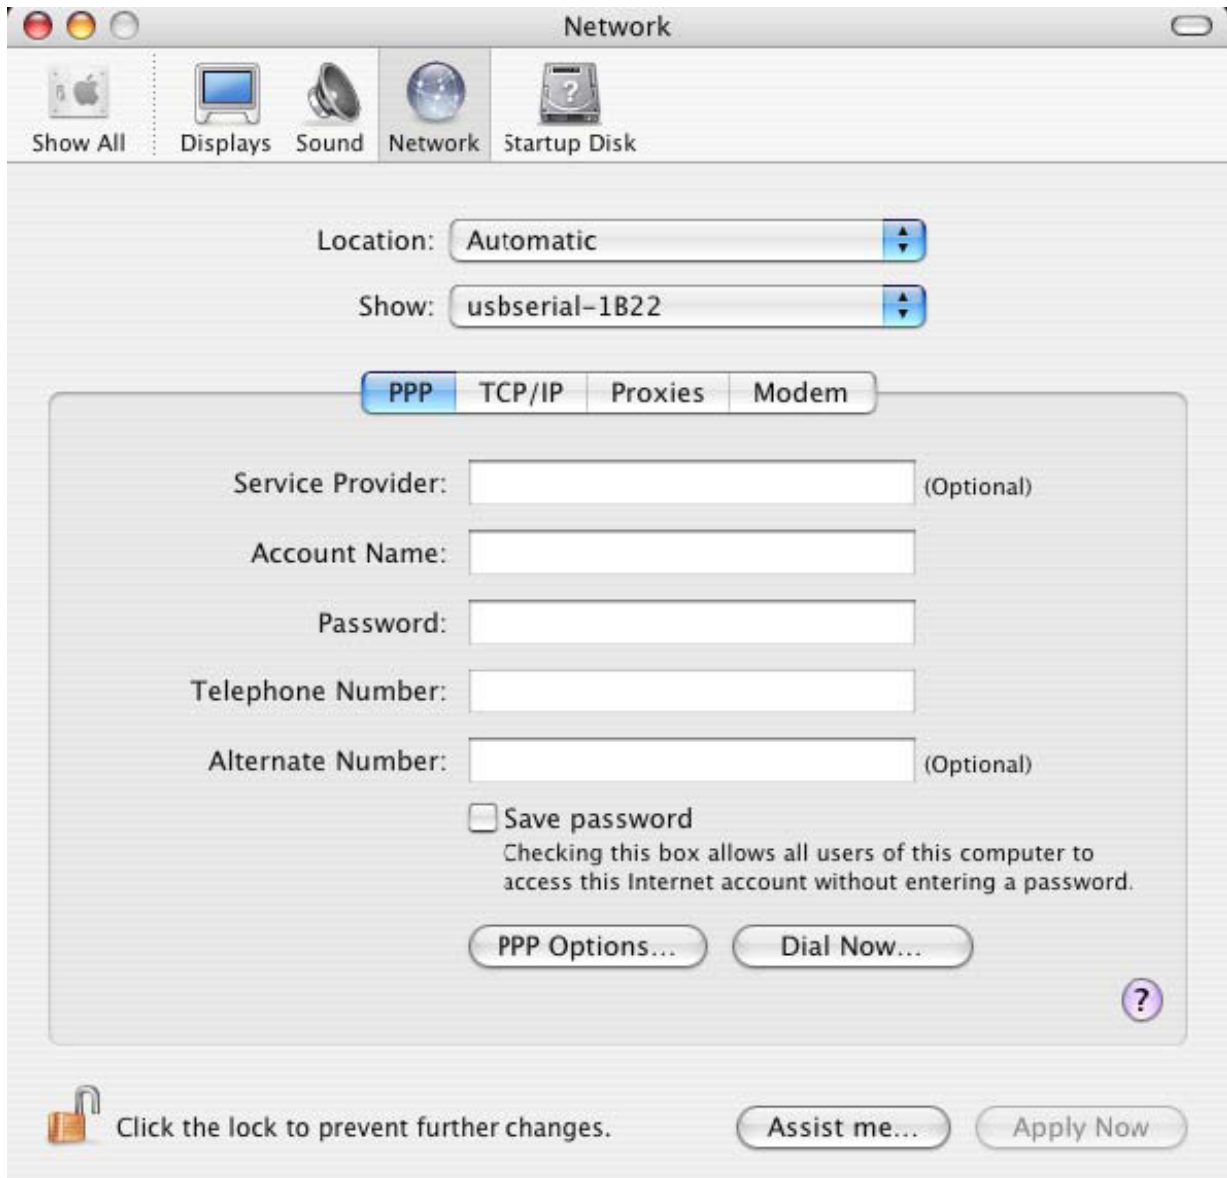 Network
Show All
Displays
Sound
Network
Startup Disk
Location: Automatic
Show: usbserial-1B22
PPP TCP/IP Proxies Modem
Service Provider: (Optional)
Account Name:
Password:
Telephone Number:
Alternate Number: (Optional)
Save password
Checking this box allows all users of this computer to
access this Internet account without entering a password.
PPP Options... Dial Now...
?
Click the lock to prevent further changes. Assist me... Apply Now